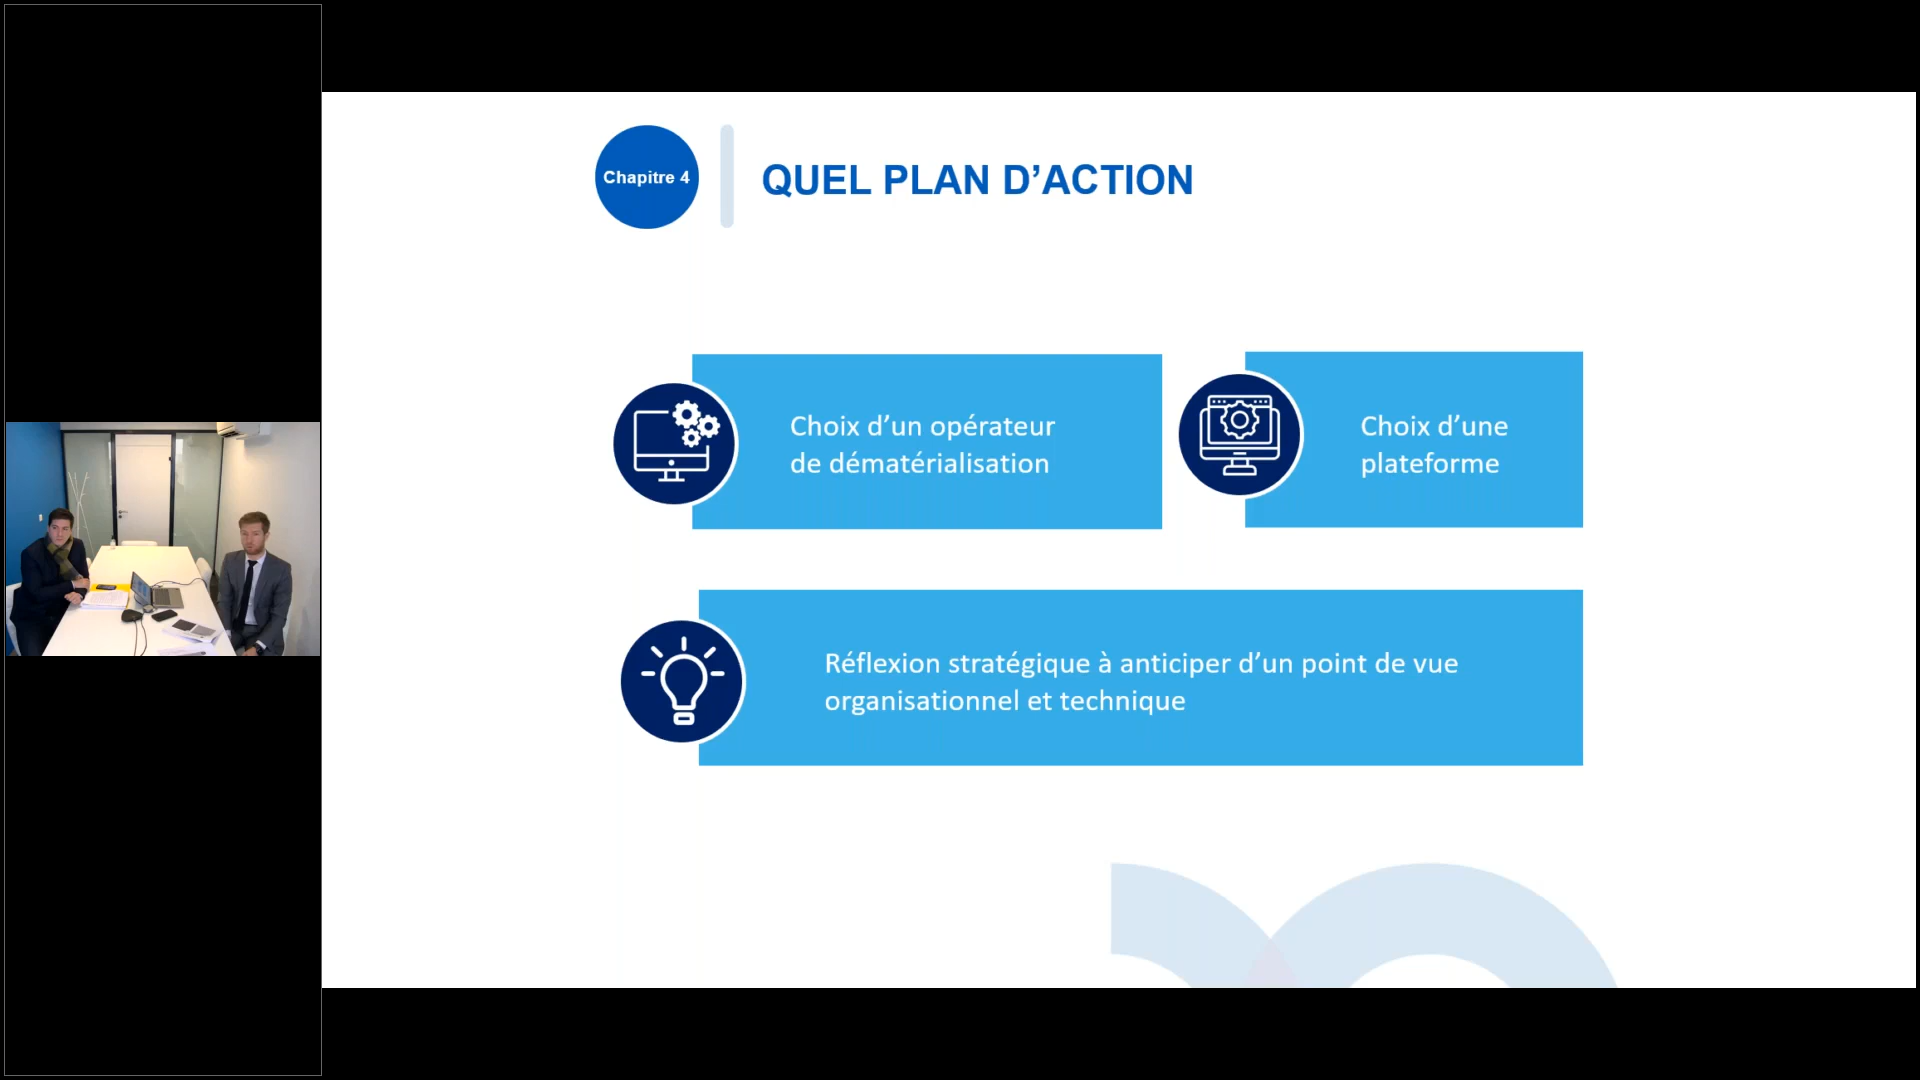 Chapitre 4
QUEL PLAN D’ACTION
Choix d’un opérateur
de dématérialisation
Choix d’une
plateforme
Réflexion stratégique à anticiper d’un point de vue
organisationnel et technique